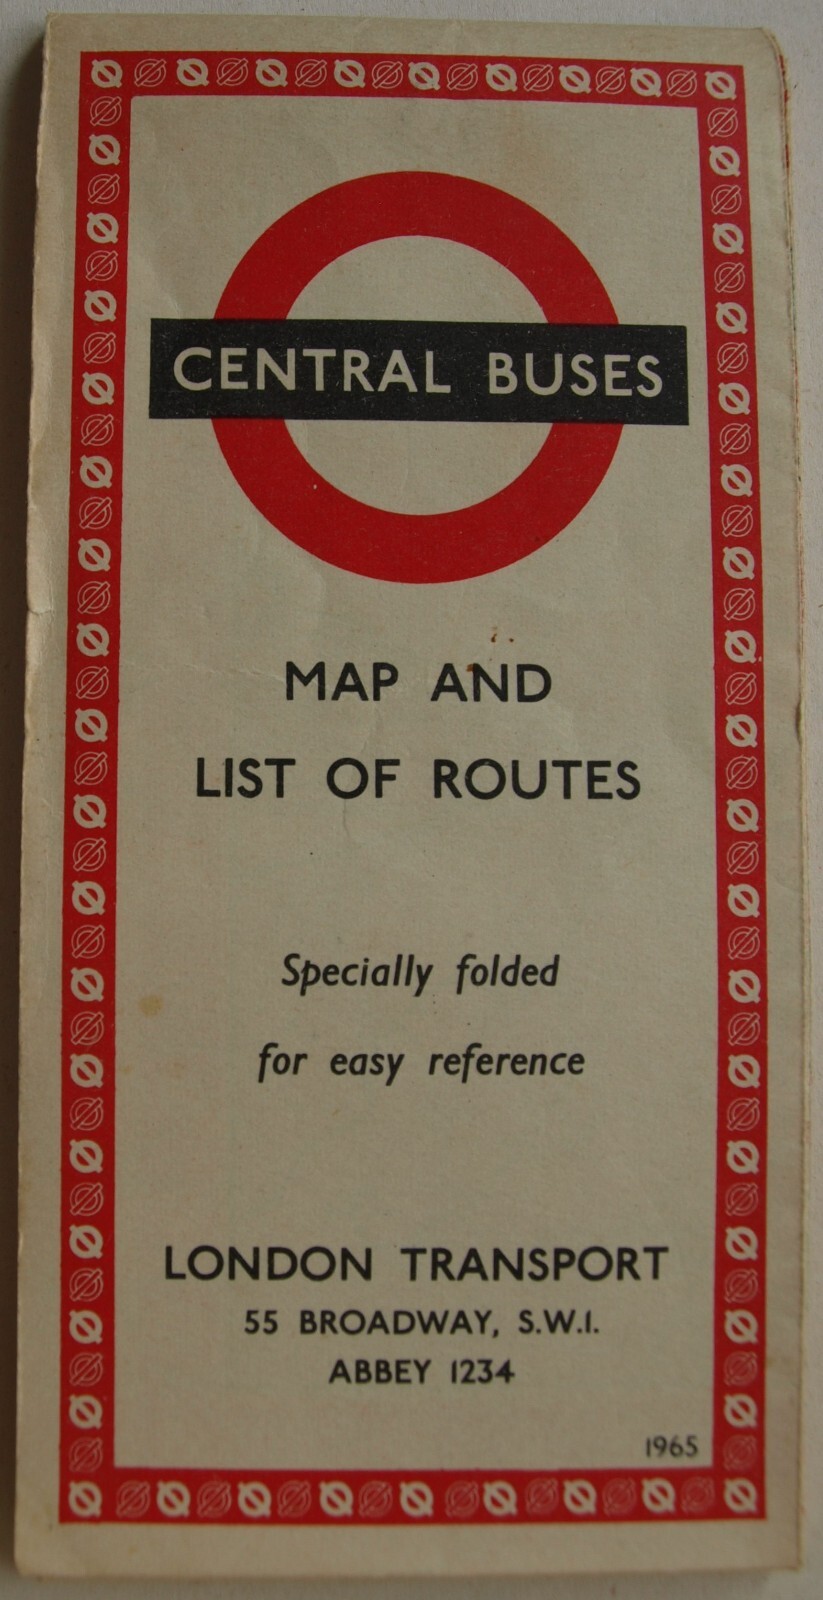 CENTRAL BUSES
MAP AND
LIST OF ROUTES
Specially folded
for easy reference
LONDON TRANSPORT
55 BROADWAY, S.W.1.
ABBEY 1234
1965